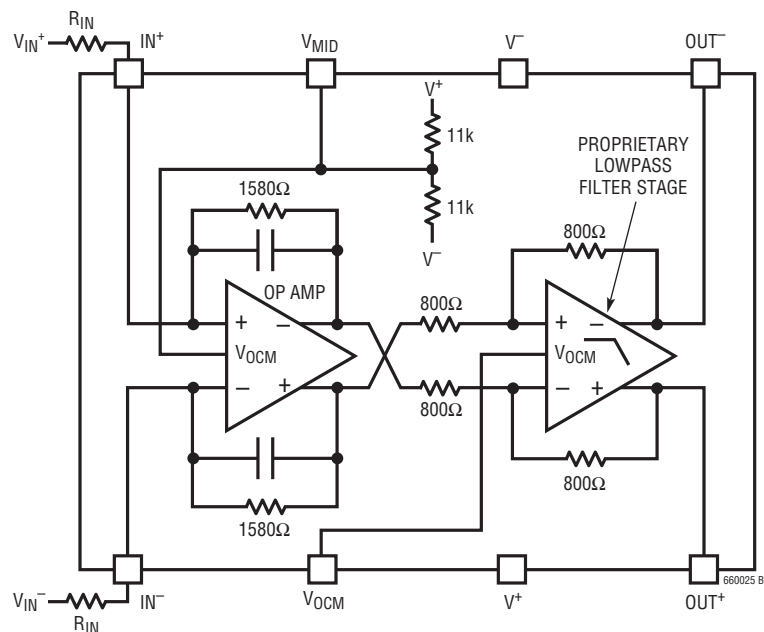 R_IN
V_IN⁺
IN⁺
V_MID
V⁻
OUT⁻
V⁺
11k
11k
V⁻
PROPRIETARY
LOWPASS
FILTER STAGE
1580Ω
OP AMP
+
−
V_OCM
−
+
1580Ω
800Ω
800Ω
800Ω
+
−
V_OCM
−
+
800Ω
V_IN⁻
R_IN
IN⁻
V_OCM
V⁺
OUT⁺
660025 B